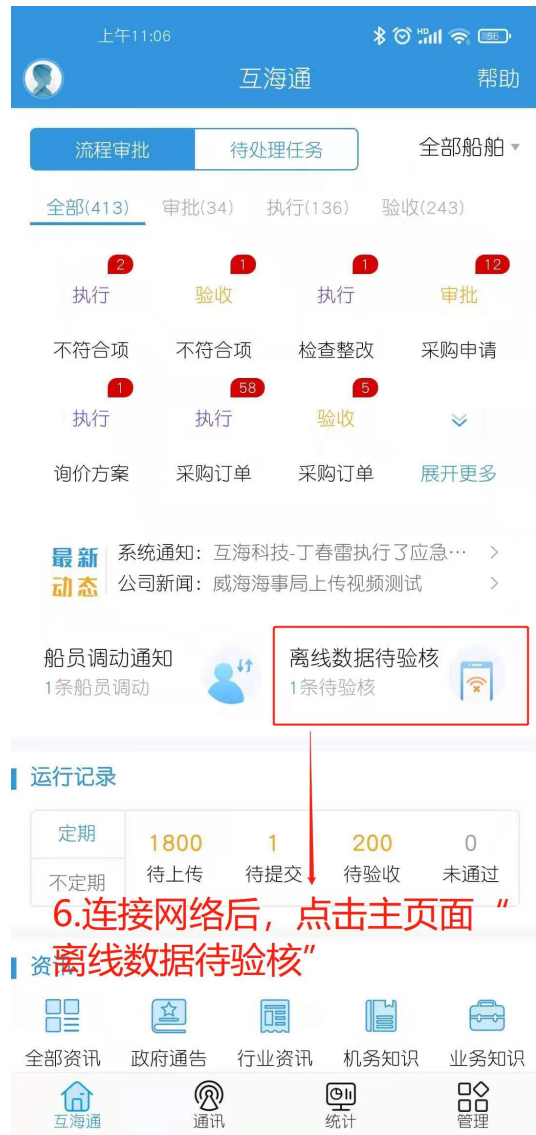 上午11:06 HD 56
互海通 帮助
流程审批 待处理任务 全部船舶
全部(413) 审批(34) 执行(136) 验收(243)
2 1 1 12
执行 验收 执行 审批
不符合项 不符合项 检查整改 采购申请
1 58 5
执行 执行 验收
询价方案 采购订单 采购订单 展开更多
最新 系统通知：互海科技-丁春雷执行了应急…
动态 公司新闻：威海海事局上传视频测试
船员调动通知 离线数据待验核
1条船员调动 1条待验核
运行记录
定期 1800 1 200 0
不定期 待上传 待提交 待验收 未通过
6.连接网络后，点击主页面“
离线数据待验核”
资讯
全部资讯 政府通告 行业资讯 机务知识 业务知识
互海通 通讯 统计 管理